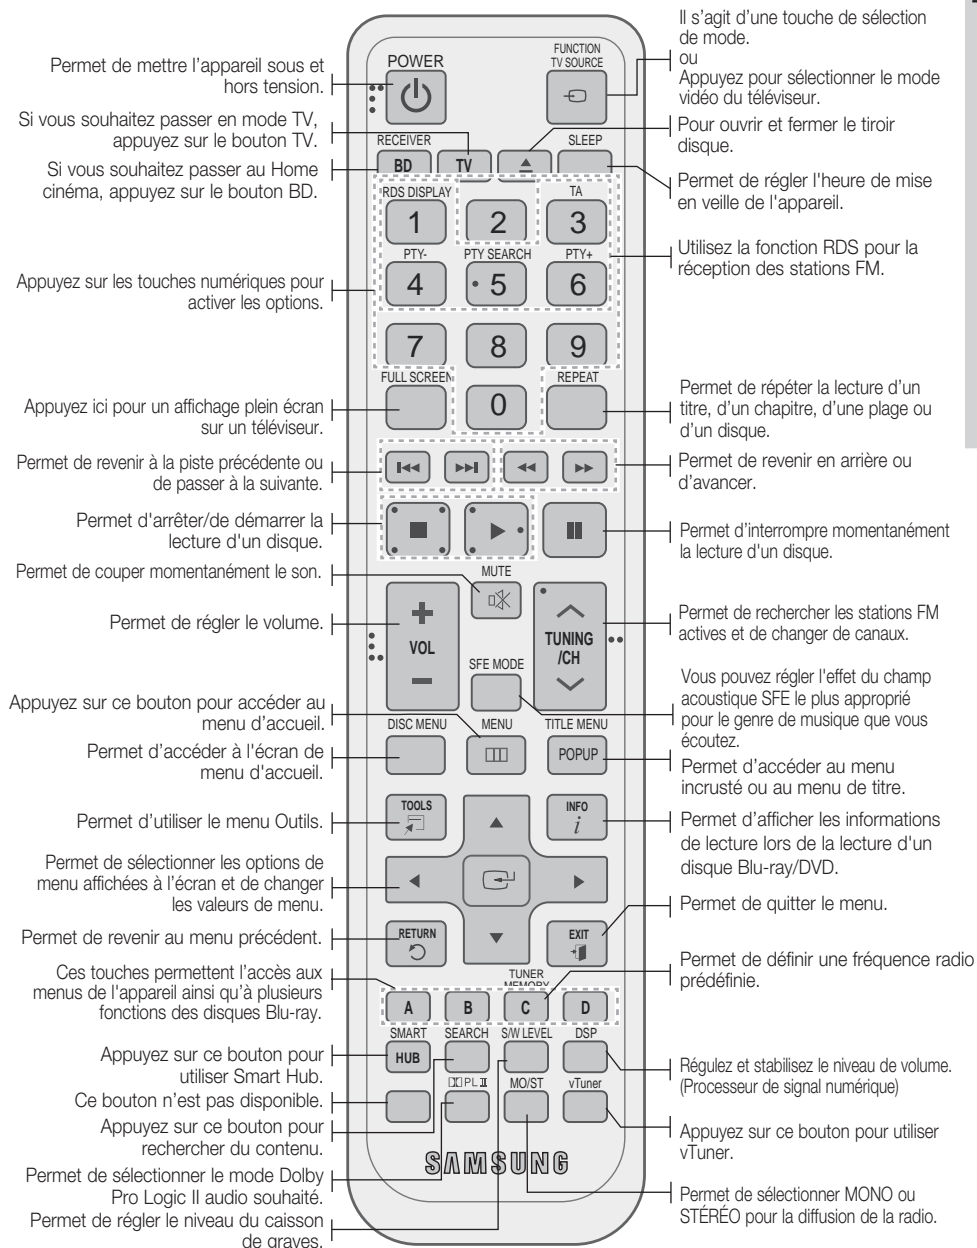 Permet de mettre l'appareil sous et
hors tension.
Si vous souhaitez passer en mode TV,
appuyez sur le bouton TV.
Si vous souhaitez passer au Home
cinéma, appuyez sur le bouton BD.
Appuyez sur les touches numériques pour
activer les options.
Appuyez ici pour un affichage plein écran
sur un téléviseur.
Permet de revenir à la piste précédente ou
de passer à la suivante.
Permet d'arrêter/de démarrer la
lecture d'un disque.
Permet de couper momentanément le son.
Permet de régler le volume.
Appuyez sur ce bouton pour accéder au
menu d'accueil.
Permet d'accéder à l'écran de
menu d'accueil.
Permet d'utiliser le menu Outils.
Permet de sélectionner les options de
menu affichées à l'écran et de changer
les valeurs de menu.
Permet de revenir au menu précédent.
Ces touches permettent l'accès aux
menus de l'appareil ainsi qu'à plusieurs
fonctions des disques Blu-ray.
Appuyez sur ce bouton pour
utiliser Smart Hub.
Ce bouton n'est pas disponible.
Appuyez sur ce bouton pour
rechercher du contenu.
Permet de sélectionner le mode Dolby
Pro Logic II audio souhaité.
Permet de régler le niveau du caisson
de graves.
POWER
FUNCTION
TV SOURCE
RECEIVER SLEEP
BD TV
RDS DISPLAY TA
1 2 3
PTY- PTY SEARCH PTY+
4 5 6
7 8 9
FULL SCREEN REPEAT
0
MUTE
VOL
TUNING
/CH
SFE MODE
DISC MENU MENU TITLE MENU
POPUP
TOOLS INFO
i
RETURN EXIT
TUNER
MEMORY
A B C D
SMART SEARCH S/W LEVEL DSP
HUB
PL II MO/ST vTuner
SAMSUNG
Il s'agit d'une touche de sélection
de mode.
ou
Appuyez pour sélectionner le mode
vidéo du téléviseur.
Pour ouvrir et fermer le tiroir
disque.
Permet de régler l'heure de mise
en veille de l'appareil.
Utilisez la fonction RDS pour la
réception des stations FM.
Permet de répéter la lecture d'un
titre, d'un chapitre, d'une plage ou
d'un disque.
Permet de revenir en arrière ou
d'avancer.
Permet d'interrompre momentanément
la lecture d'un disque.
Permet de rechercher les stations FM
actives et de changer de canaux.
Vous pouvez régler l'effet du champ
acoustique SFE le plus approprié
pour le genre de musique que vous
écoutez.
Permet d'accéder au menu
incrusté ou au menu de titre.
Permet d'afficher les informations
de lecture lors de la lecture d'un
disque Blu-ray/DVD.
Permet de quitter le menu.
Permet de définir une fréquence radio
prédéfinie.
Régulez et stabilisez le niveau de volume.
(Processeur de signal numérique)
Appuyez sur ce bouton pour utiliser
vTuner.
Permet de sélectionner MONO ou
STÉRÉO pour la diffusion de la radio.